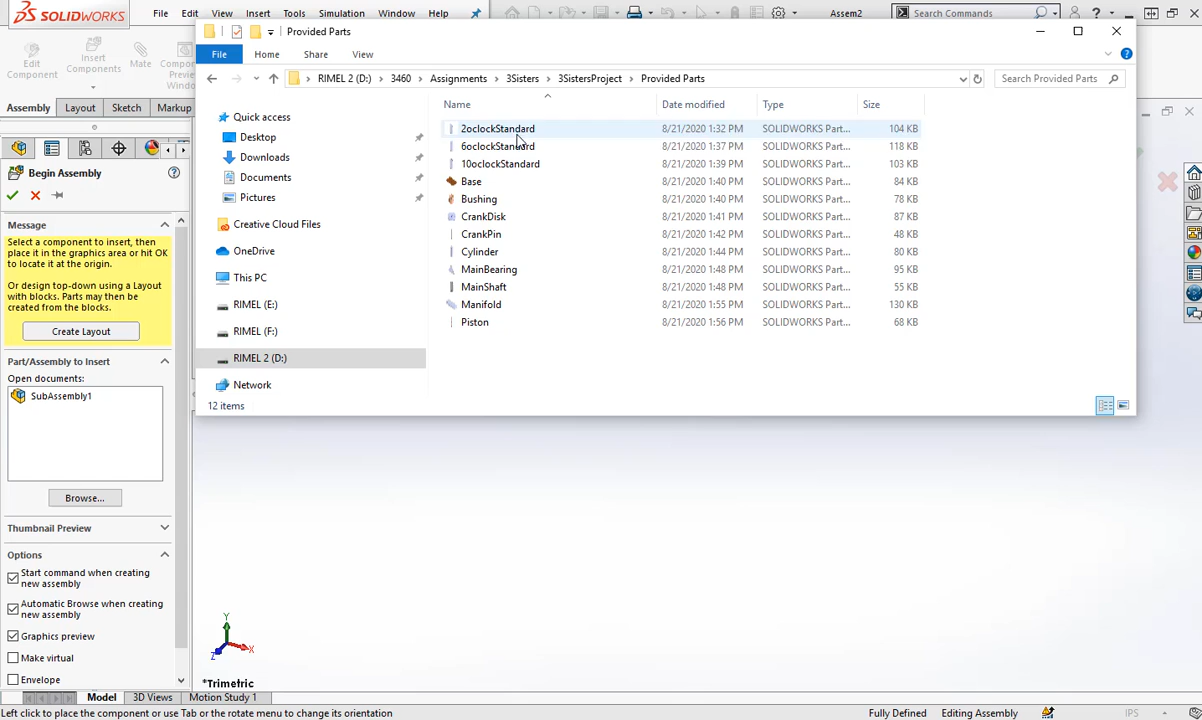 SOLIDWORKS File Edit View Insert Tools Simulation Window Help Assem2 Search Commands ?
Provided Parts
File Home Share View
Edit Component Insert Components Mate Component
RIMEL 2 (D:) 3460 Assignments 3Sisters 3SistersProject Provided Parts Search Provided Parts
Assembly Layout Sketch Markup
Name Date modified Type Size
Quick access
Desktop
Downloads
Documents
Pictures
Creative Cloud Files
OneDrive
This PC
RIMEL (E:)
RIMEL (F:)
RIMEL 2 (D:)
Network
12 items
2oclockStandard 8/21/2020 1:32 PM SOLIDWORKS Part... 104 KB
6oclockStandard 8/21/2020 1:37 PM SOLIDWORKS Part... 118 KB
10oclockStandard 8/21/2020 1:39 PM SOLIDWORKS Part... 103 KB
Base 8/21/2020 1:40 PM SOLIDWORKS Part... 84 KB
Bushing 8/21/2020 1:40 PM SOLIDWORKS Part... 78 KB
CrankDisk 8/21/2020 1:41 PM SOLIDWORKS Part... 87 KB
CrankPin 8/21/2020 1:42 PM SOLIDWORKS Part... 48 KB
Cylinder 8/21/2020 1:44 PM SOLIDWORKS Part... 80 KB
MainBearing 8/21/2020 1:48 PM SOLIDWORKS Part... 95 KB
MainShaft 8/21/2020 1:48 PM SOLIDWORKS Part... 55 KB
Manifold 8/21/2020 1:55 PM SOLIDWORKS Part... 130 KB
Piston 8/21/2020 1:56 PM SOLIDWORKS Part... 68 KB
Begin Assembly
Message
Select a component to insert, then
place it in the graphics area or hit OK
to locate it at the origin.
Or design top-down using a Layout
with blocks. Parts may then be
created from the blocks.
Create Layout
Part/Assembly to Insert
Open documents:
SubAssembly1
Browse...
Thumbnail Preview
Options
Start command when creating
new assembly
Automatic Browse when creating
new assembly
Graphics preview
Make virtual
Envelope
Y
X
Z
*Trimetric
Model 3D Views Motion Study 1
Left click to place the component or use Tab or the rotate menu to change its orientation Fully Defined Editing Assembly IPS